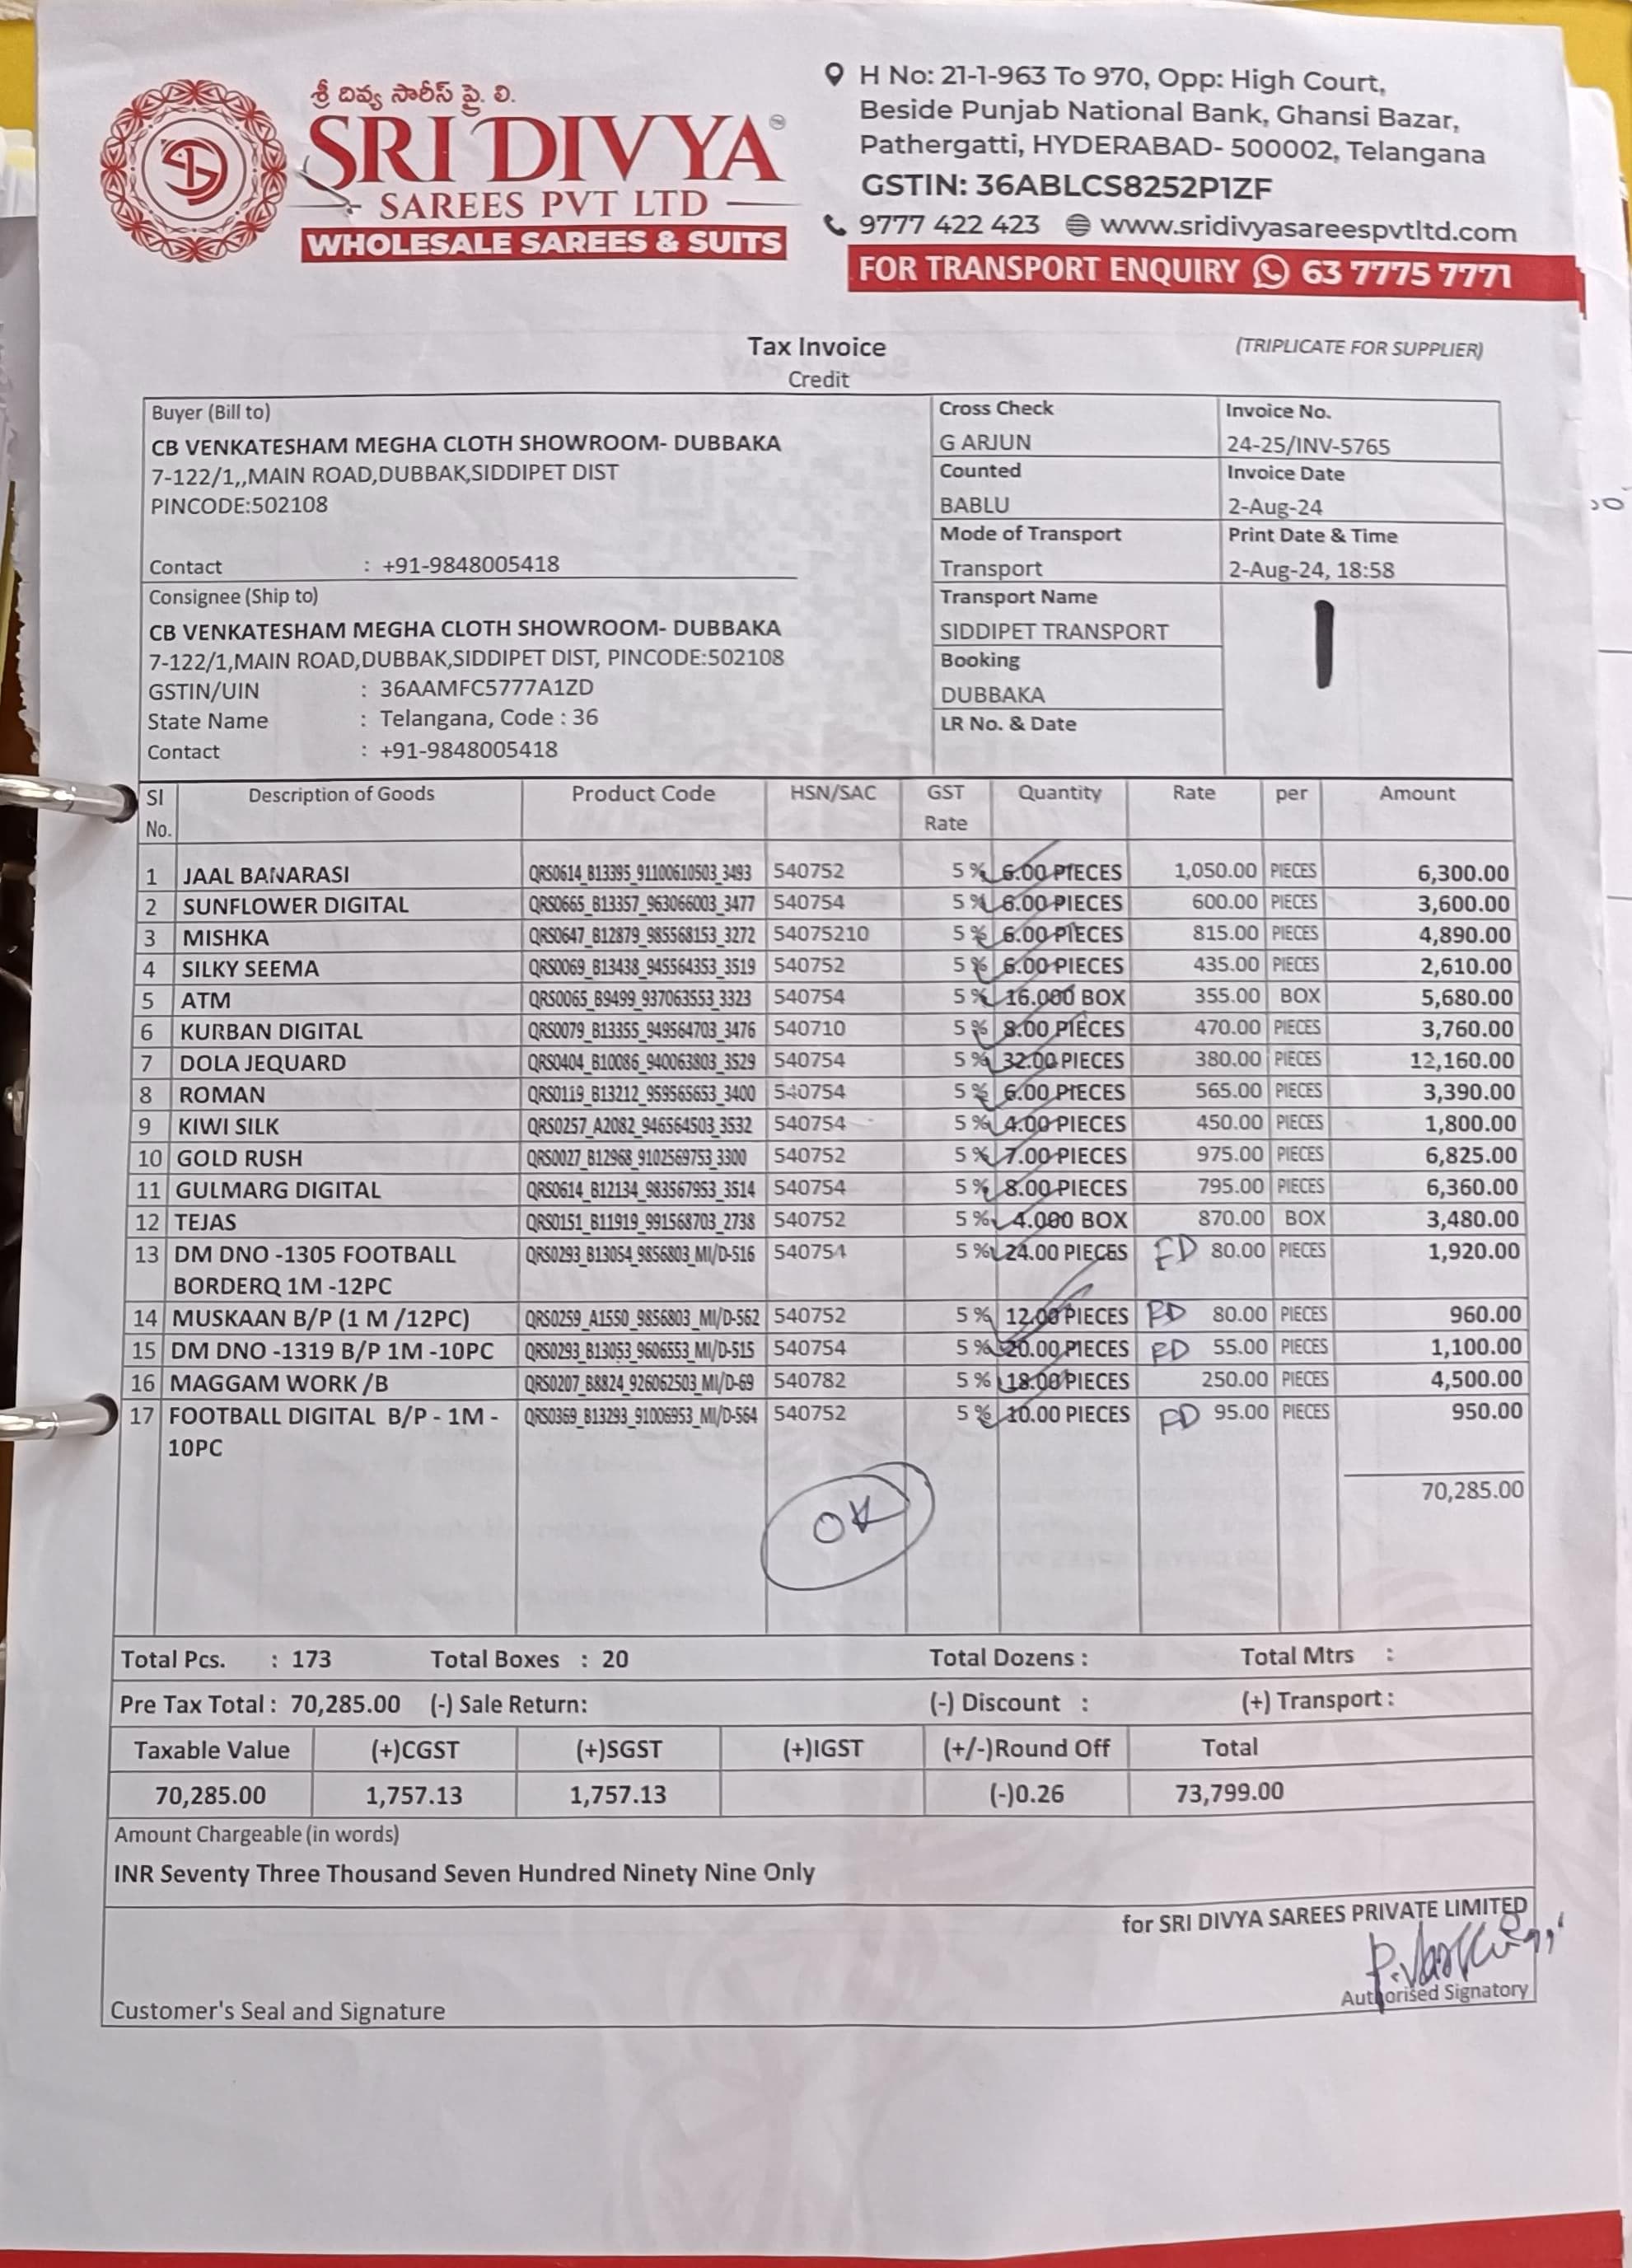 శ్రీ దివ్య సారీస్ ప్రై. లి.
SRI DIVYA
SAREES PVT LTD
WHOLESALE SAREES & SUITS
H No: 21-1-963 To 970, Opp: High Court,
Beside Punjab National Bank, Ghansi Bazar,
Pathergatti, HYDERABAD- 500002, Telangana
GSTIN: 36ABLCS8252P1ZF
9777 422 423 www.sridivyasareespvtltd.com
FOR TRANSPORT ENQUIRY 63 7775 7771
Tax Invoice
(TRIPLICATE FOR SUPPLIER)
Credit
Buyer (Bill to)
CB VENKATESHAM MEGHA CLOTH SHOWROOM- DUBBAKA
7-122/1,,MAIN ROAD,DUBBAK,SIDDIPET DIST
PINCODE:502108
Contact : +91-9848005418
Consignee (Ship to)
CB VENKATESHAM MEGHA CLOTH SHOWROOM- DUBBAKA
7-122/1,MAIN ROAD,DUBBAK,SIDDIPET DIST, PINCODE:502108
GSTIN/UIN : 36AAMFC5777A1ZD
State Name : Telangana, Code : 36
Contact : +91-9848005418
Cross Check Invoice No.
G ARJUN 24-25/INV-5765
Counted Invoice Date
BABLU 2-Aug-24
Mode of Transport Print Date & Time
Transport 2-Aug-24, 18:58
Transport Name
SIDDIPET TRANSPORT
Booking
DUBBAKA
LR No. & Date
1
Sl No. Description of Goods Product Code HSN/SAC GST Rate Quantity Rate per Amount
1 JAAL BANARASI QRS0614_B13395_91100610503_3493 540752 5 % 6.00 PIECES 1,050.00 PIECES 6,300.00
2 SUNFLOWER DIGITAL QRS0665_B13357_963066003_3477 540754 5 % 6.00 PIECES 600.00 PIECES 3,600.00
3 MISHKA QRS0647_B12879_985568153_3272 54075210 5 % 6.00 PIECES 815.00 PIECES 4,890.00
4 SILKY SEEMA QRS0069_B13438_945564353_3519 540752 5 % 6.00 PIECES 435.00 PIECES 2,610.00
5 ATM QRS0065_B9499_937063553_3323 540754 5 % 16.000 BOX 355.00 BOX 5,680.00
6 KURBAN DIGITAL QRS0079_B13355_949564703_3476 540710 5 % 8.00 PIECES 470.00 PIECES 3,760.00
7 DOLA JEQUARD QRS0404_B10086_940063803_3529 540754 5 % 32.00 PIECES 380.00 PIECES 12,160.00
8 ROMAN QRS0119_B13212_959565653_3400 540754 5 % 6.00 PIECES 565.00 PIECES 3,390.00
9 KIWI SILK QRS0257_A2082_946564503_3532 540754 5 % 4.00 PIECES 450.00 PIECES 1,800.00
10 GOLD RUSH QRS0027_B12968_9102569753_3300 540752 5 % 7.00 PIECES 975.00 PIECES 6,825.00
11 GULMARG DIGITAL QRS0614_B12134_983567953_3514 540754 5 % 8.00 PIECES 795.00 PIECES 6,360.00
12 TEJAS QRS0151_B11919_991568703_2738 540752 5 % 4.000 BOX 870.00 BOX 3,480.00
13 DM DNO -1305 FOOTBALL QRS0293_B13054_9856803_MI/D-516 540754 5 % 24.00 PIECES 80.00 PIECES 1,920.00
BORDERQ 1M -12PC
14 MUSKAAN B/P (1 M /12PC) QRS0259_A1550_9856803_MI/D-562 540752 5 % 12.00 PIECES RD 80.00 PIECES 960.00
15 DM DNO -1319 B/P 1M -10PC QRS0293_B13053_9606553_MI/D-515 540754 5 % 20.00 PIECES RD 55.00 PIECES 1,100.00
16 MAGGAM WORK /B QRS0207_B8824_926062503_MI/D-69 540782 5 % 18.00 PIECES 250.00 PIECES 4,500.00
17 FOOTBALL DIGITAL B/P - 1M - QRS0369_B13293_91006953_MI/D-564 540752 5 % 10.00 PIECES RD 95.00 PIECES 950.00
10PC
70,285.00
OK
Total Pcs. : 173 Total Boxes : 20 Total Dozens : Total Mtrs :
Pre Tax Total : 70,285.00 (-) Sale Return: (-) Discount : (+) Transport :
Taxable Value (+)CGST (+)SGST (+)IGST (+/-)Round Off Total
70,285.00 1,757.13 1,757.13 (-)0.26 73,799.00
Amount Chargeable (in words)
INR Seventy Three Thousand Seven Hundred Ninety Nine Only
for SRI DIVYA SAREES PRIVATE LIMITED
Authorised Signatory
Customer's Seal and Signature